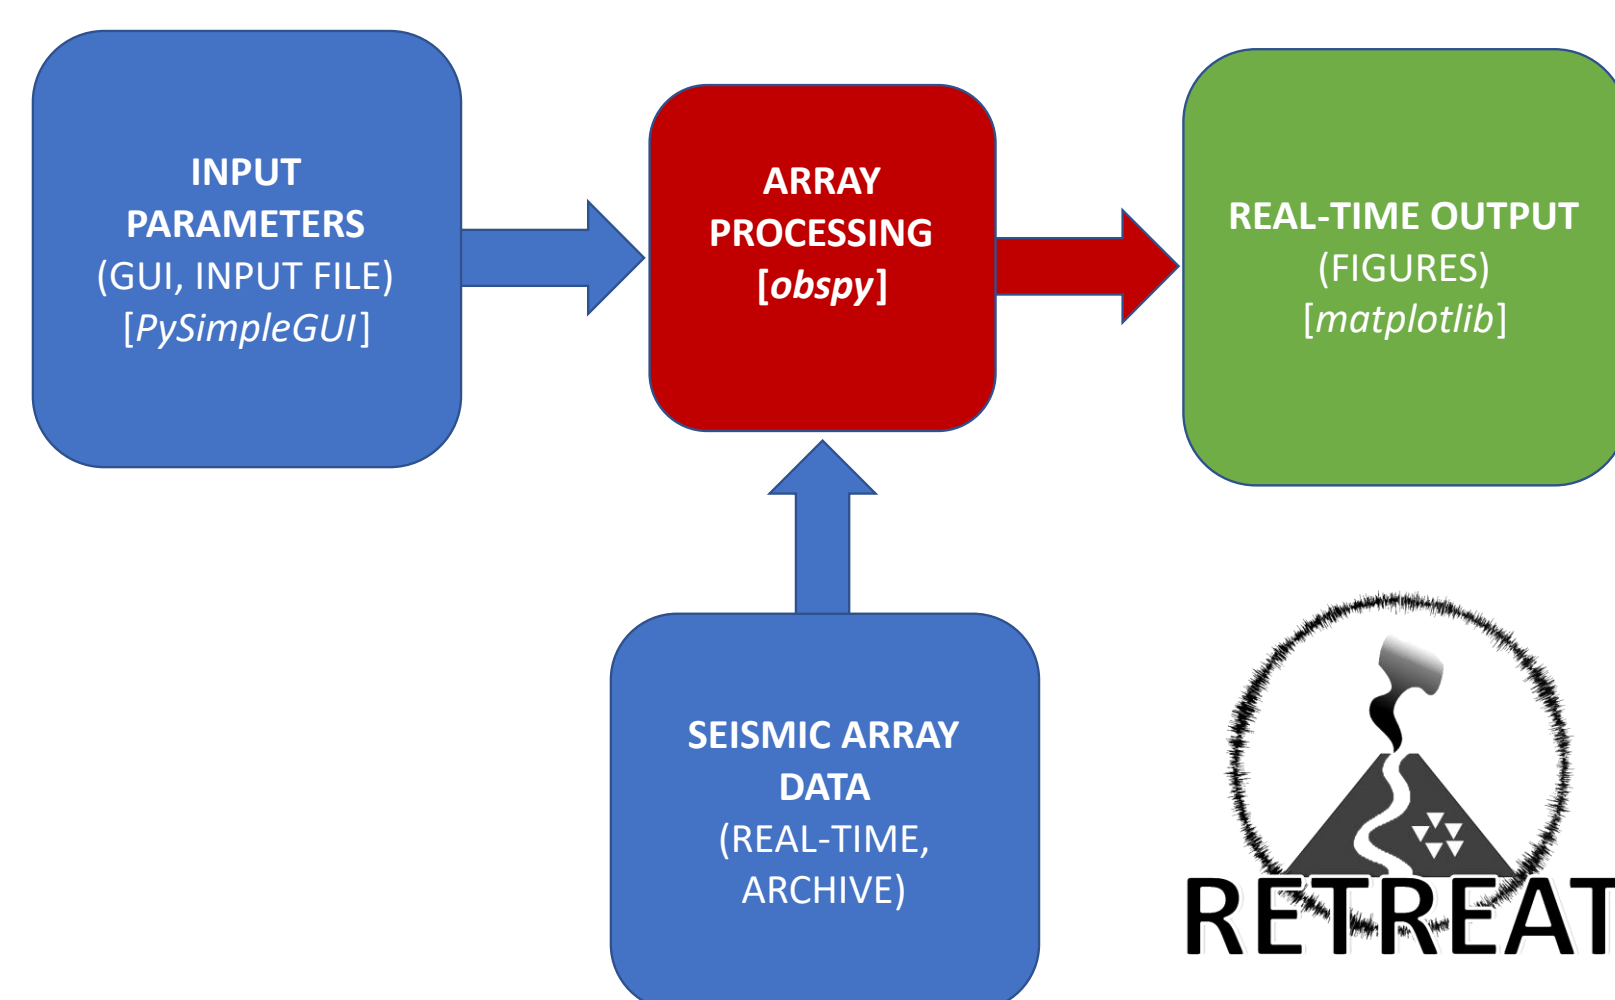 INPUT
PARAMETERS
(GUI, INPUT FILE)
[PySimpleGUI]
ARRAY
PROCESSING
[obspy]
REAL-TIME OUTPUT
(FIGURES)
[matplotlib]
SEISMIC ARRAY
DATA
(REAL-TIME,
ARCHIVE)
RETREAT